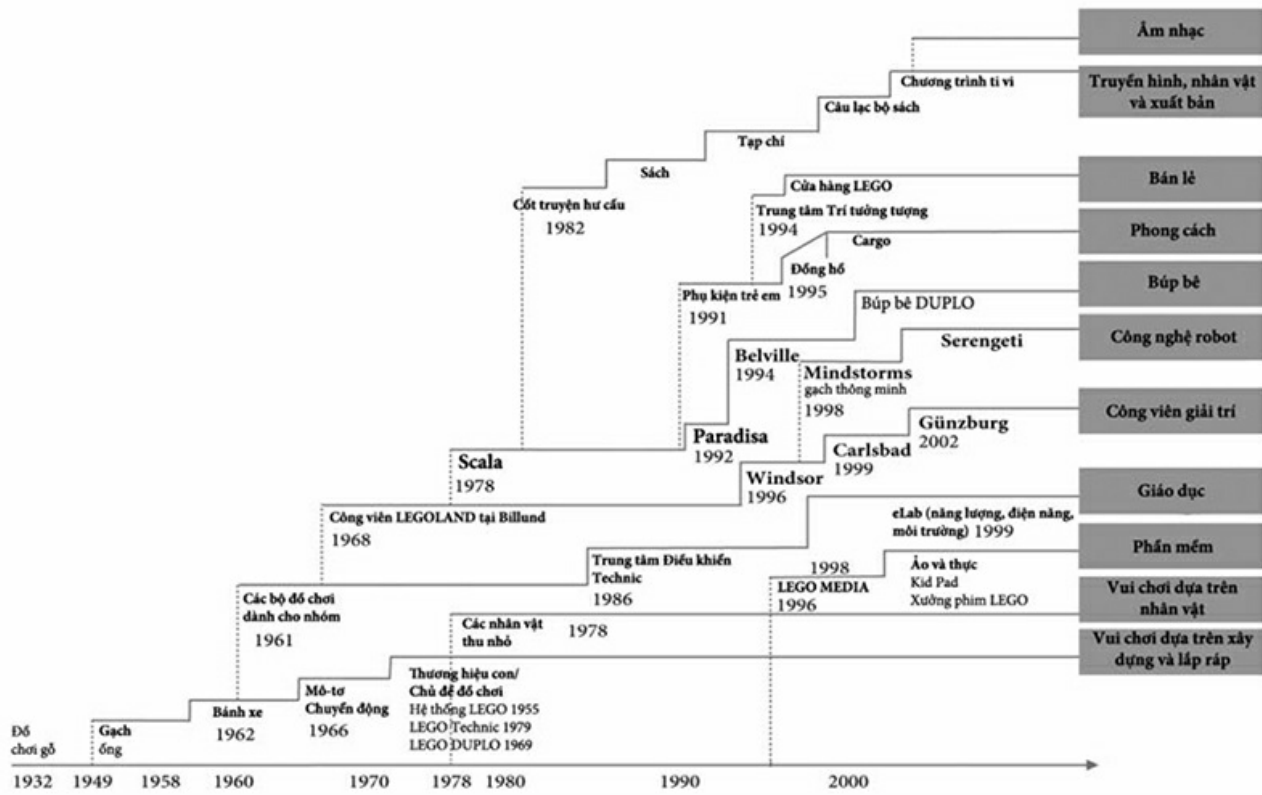 Âm nhạc
Chương trình ti vi
Truyền hình, nhân vật
và xuất bản
Câu lạc bộ sách
Tạp chí
Sách
Cốt truyện hư cấu
1982
Cửa hàng LEGO
Bán lẻ
Trung tâm Trí tưởng tượng
1994
Phong cách
Cargo
Đồng hồ
1995
Phụ kiện trẻ em
1991
Búp bê
Búp bê DUPLO
Belville
1994
Công nghệ robot
Serengeti
Mindstorms
gạch thông minh
1998
Paradisa
1992
Công viên giải trí
Günzburg
2002
Carlsbad
1999
Scala
1978
Windsor
1996
Giáo dục
Công viên LEGOLAND tại Billund
1968
eLab (năng lượng, điện năng,
môi trường) 1999
Phần mềm
Trung tâm Điều khiển
Technic
1986
1998
LEGO MEDIA
1996
Ảo và thực
Kid Pad
Xưởng phim LEGO
Các bộ đồ chơi
dành cho nhóm
1961
Vui chơi dựa trên
nhân vật
Các nhân vật
thu nhỏ
1978
Vui chơi dựa trên xây
dựng và lắp ráp
Thương hiệu con/
Chủ đề đồ chơi
Hệ thống LEGO 1955
LEGO Technic 1979
LEGO DUPLO 1969
Mô-tơ
Chuyển động
1966
Bánh xe
1962
Gạch
ống
Đồ
chơi gỗ
1932 1949 1958 1960 1970 1978 1980 1990 2000